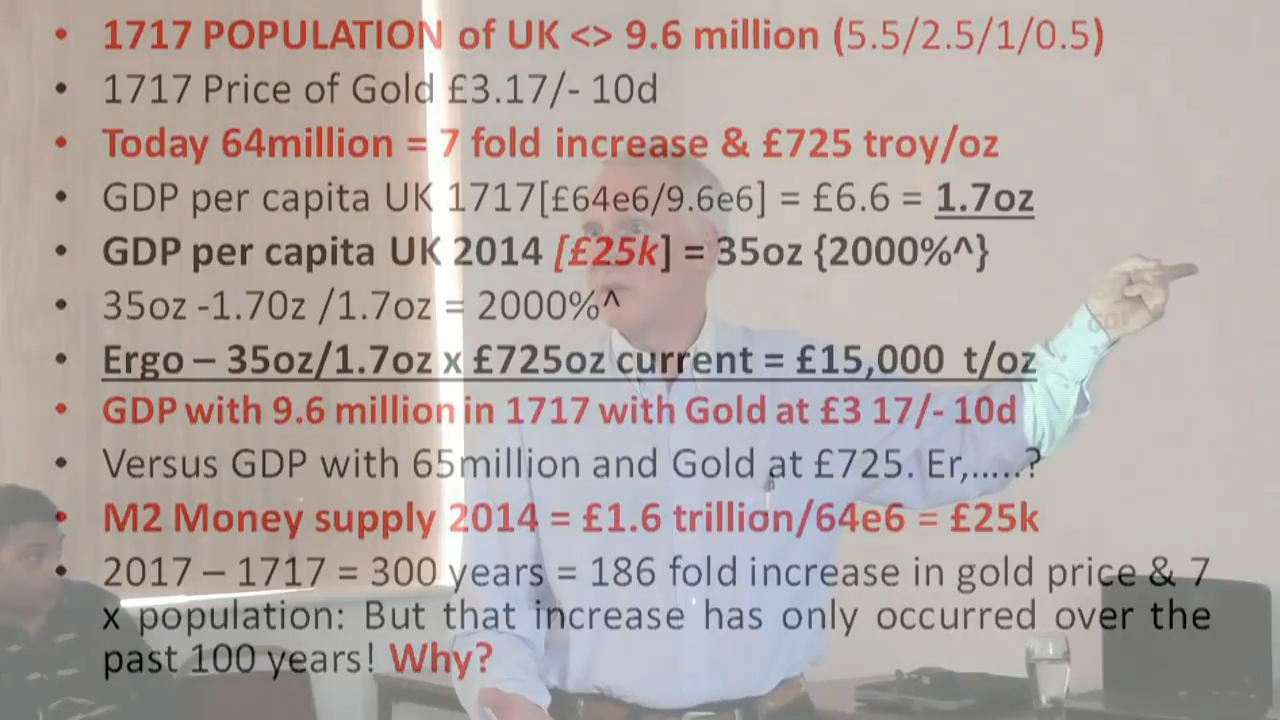 • 1717 POPULATION of UK <> 9.6 million (5.5/2.5/1/0.5)
• 1717 Price of Gold £3.17/- 10d
• Today 64million = 7 fold increase & £725 troy/oz
• GDP per capita UK 1717[£64e6/9.6e6] = £6.6 = 1.7oz
• GDP per capita UK 2014 [£25k] = 35oz {2000%^}
• 35oz -1.70z /1.7oz = 2000%^
• Ergo – 35oz/1.7oz x £725oz current = £15,000 t/oz
• GDP with 9.6 million in 1717 with Gold at £3 17/- 10d
• Versus GDP with 65million and Gold at £725. Er,.....?
• M2 Money supply 2014 = £1.6 trillion/64e6 = £25k
• 2017 – 1717 = 300 years = 186 fold increase in gold price & 7
x population: But that increase has only occurred over the
past 100 years! Why?